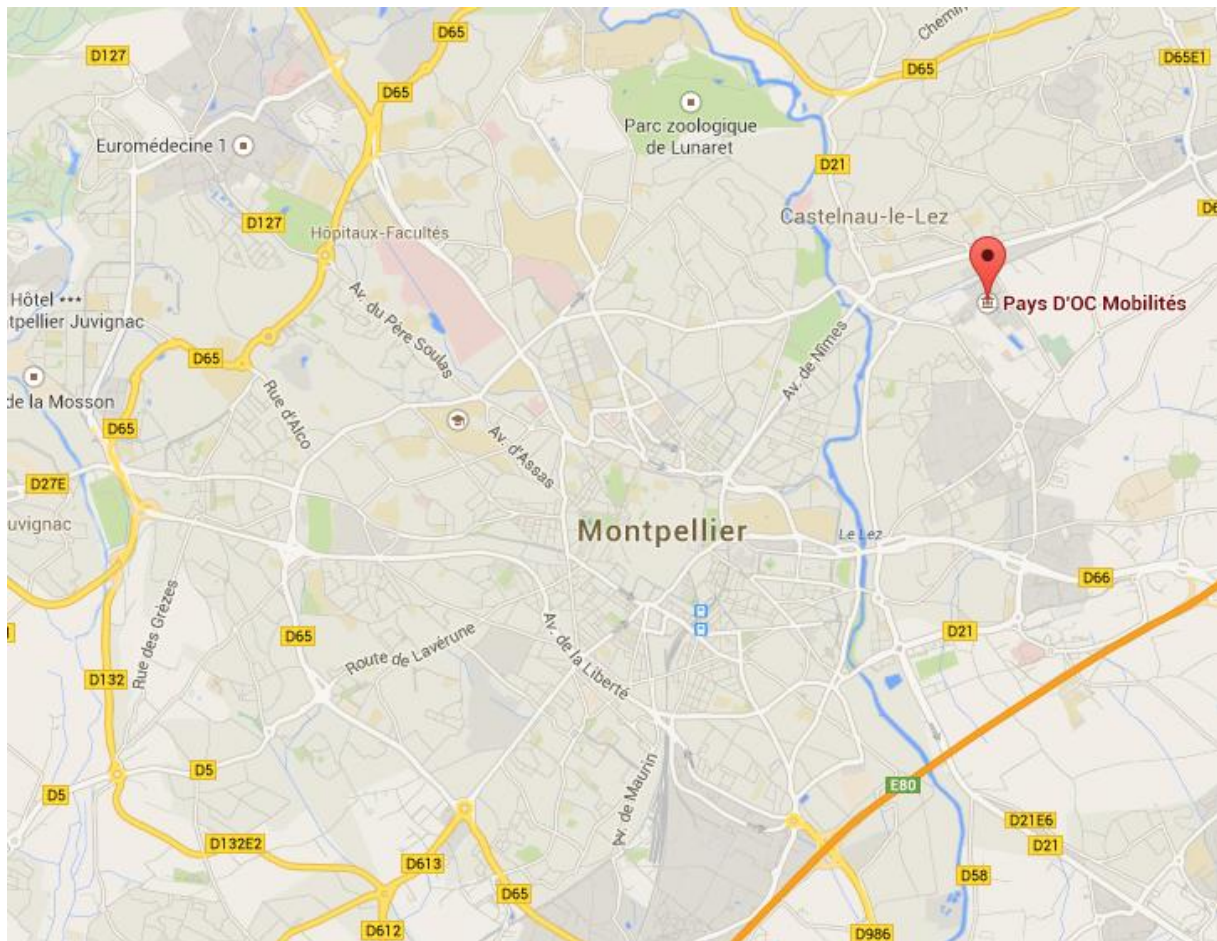 D65
D127
Chemin
D65E1
D65
D65
Parc zoologique
de Lunaret
Euromédecine 1
D21
D127
Hôpitaux-Facultés
Castelnau-le-Lez
Hôtel ***
tpellier Juvignac
Pays D'OC Mobilités
Av. du Père Soulas
Av. de Nîmes
D65
Rue d'Alco
de la Mosson
D65
Av. d'Assas
D27E
uvignac
Montpellier
Le Lez
D66
Rue des Grèzes
D65
Route de Lavérune
Av. de la Liberté
D21
D132
D5
D5
Av. de Maurin
E80
D21E6
D132E2
D21
D613
D65
D58
D612
D986